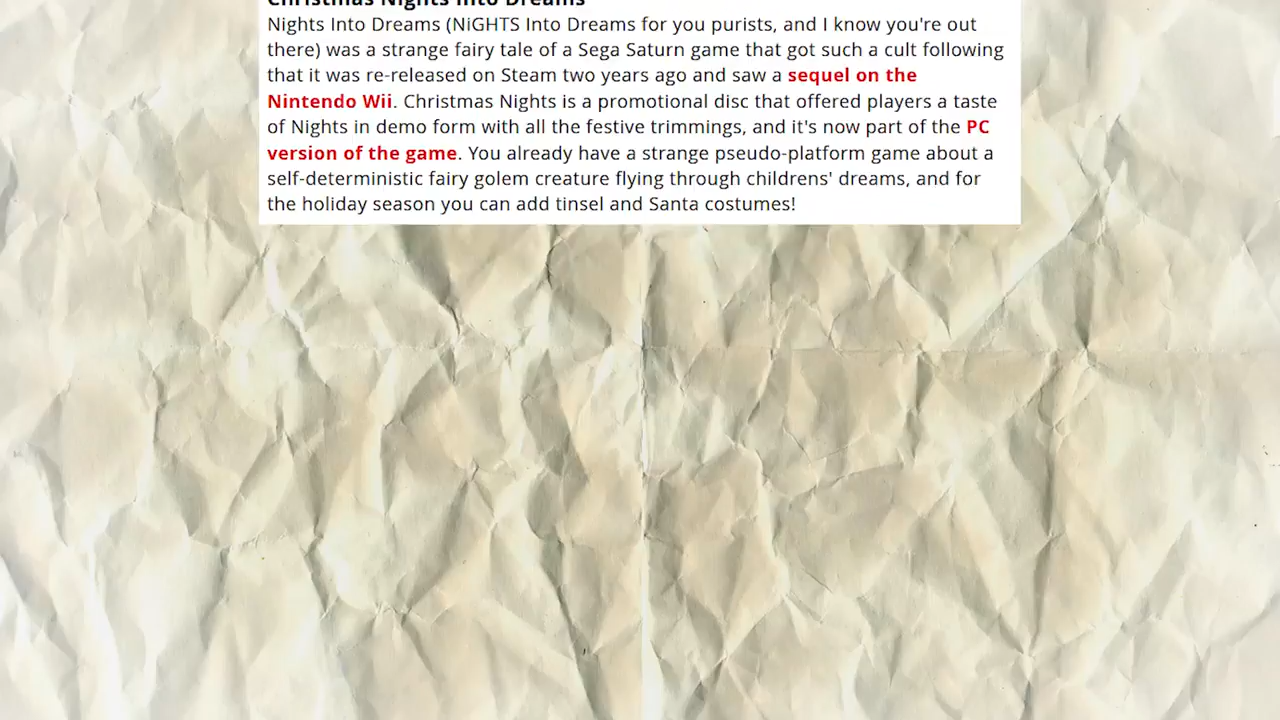 Christmas Nights Into Dreams
Nights Into Dreams (NiGHTS Into Dreams for you purists, and I know you're out
there) was a strange fairy tale of a Sega Saturn game that got such a cult following
that it was re-released on Steam two years ago and saw a sequel on the
Nintendo Wii. Christmas Nights is a promotional disc that offered players a taste
of Nights in demo form with all the festive trimmings, and it's now part of the PC
version of the game. You already have a strange pseudo-platform game about a
self-deterministic fairy golem creature flying through childrens' dreams, and for
the holiday season you can add tinsel and Santa costumes!